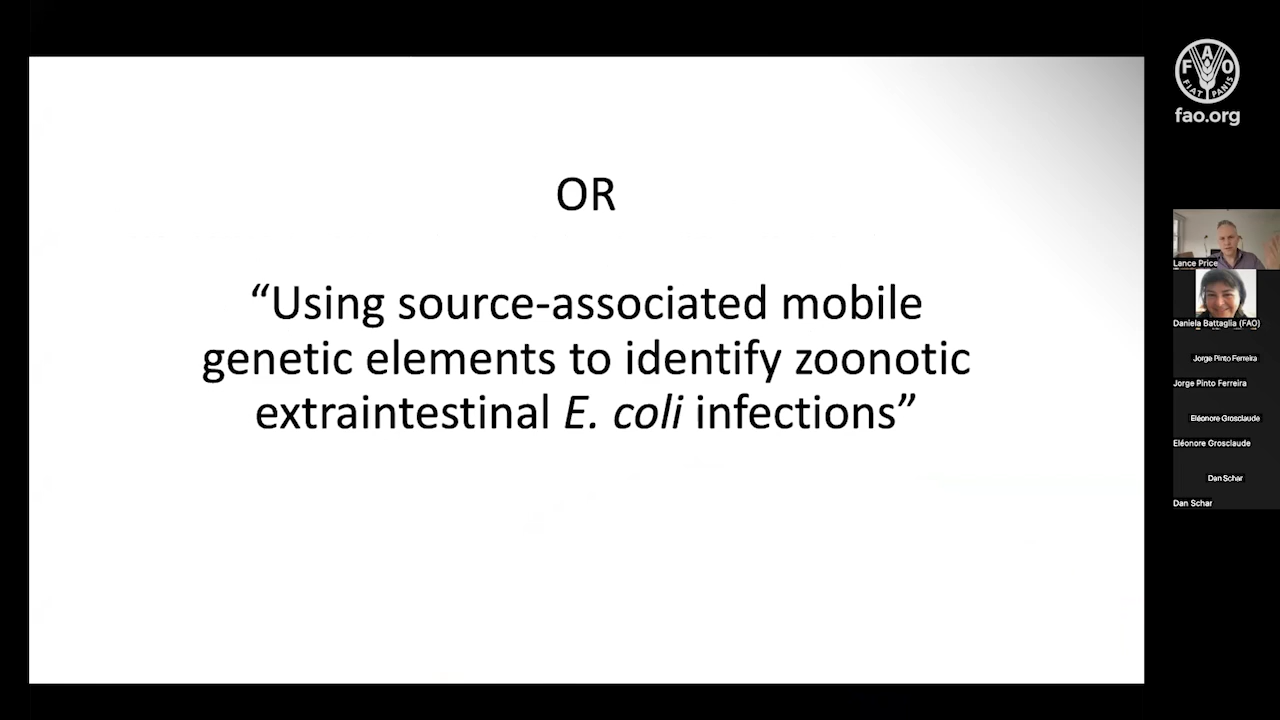 OR
“Using source-associated mobile
genetic elements to identify zoonotic
extraintestinal E. coli infections”
F A O
FIAT PANIS
fao.org
Lance Price
Daniela Battaglia (FAO)
Jorge Pinto Ferreira
Jorge Pinto Ferreira
Eléonore Grosclaude
Eléonore Grosclaude
Dan Schar
Dan Schar